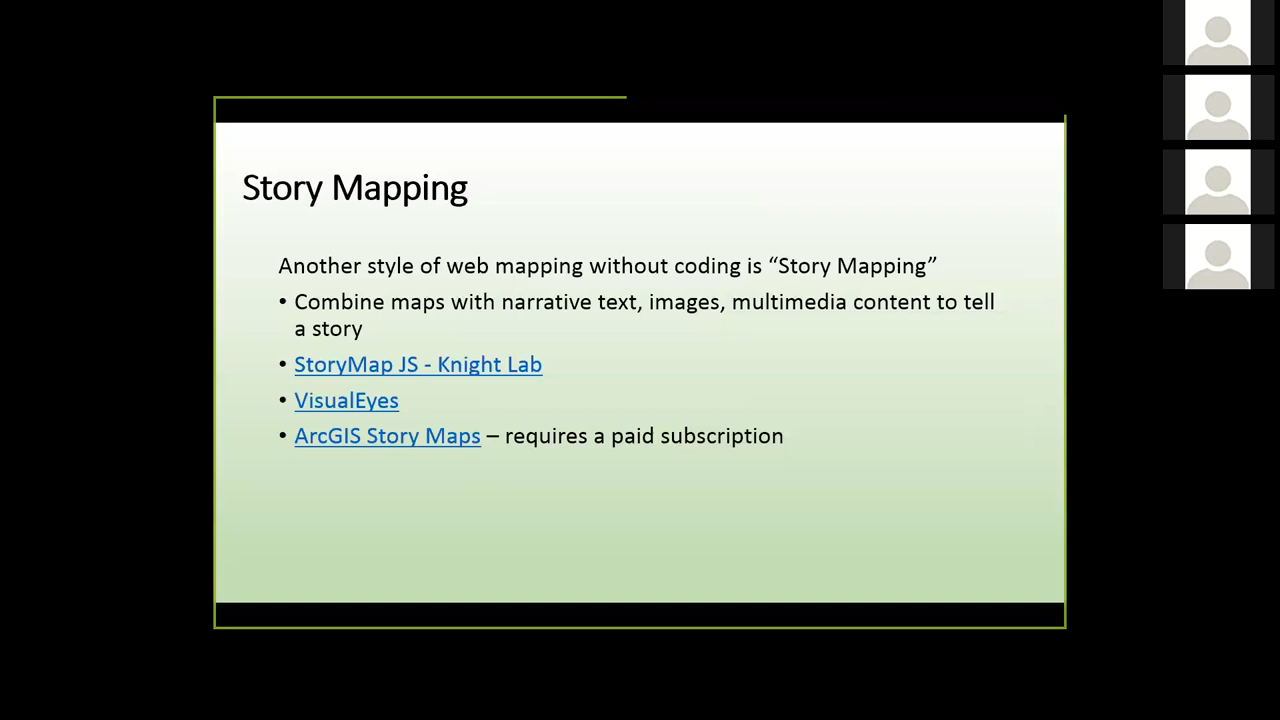 Story Mapping
Another style of web mapping without coding is “Story Mapping”
• Combine maps with narrative text, images, multimedia content to tell
a story
• StoryMap JS - Knight Lab
• VisualEyes
• ArcGIS Story Maps – requires a paid subscription